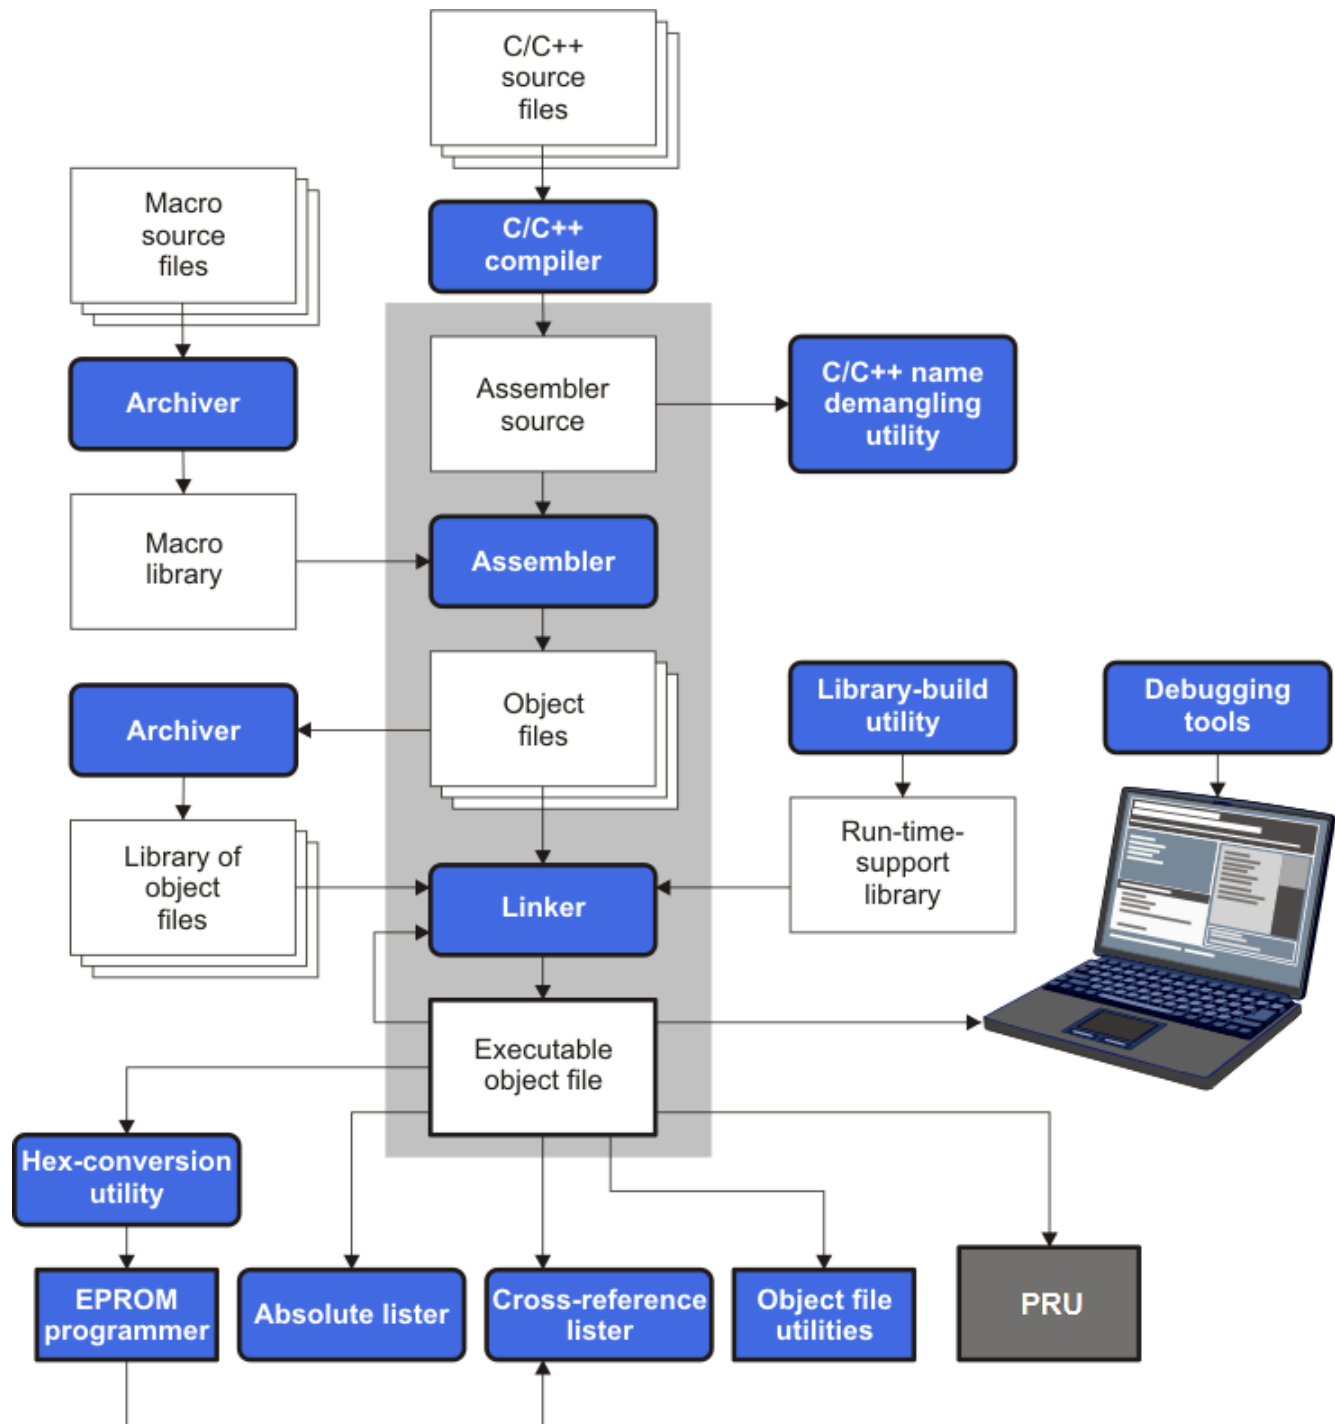 C/C++
source
files
Macro
source
files
C/C++
compiler
Archiver
Assembler
source
C/C++ name
demangling
utility
Macro
library
Assembler
Archiver
Object
files
Library-build
utility
Debugging
tools
Library of
object
files
Linker
Run-time-
support
library
Executable
object file
Hex-conversion
utility
EPROM
programmer
Absolute lister
Cross-reference
lister
Object file
utilities
PRU